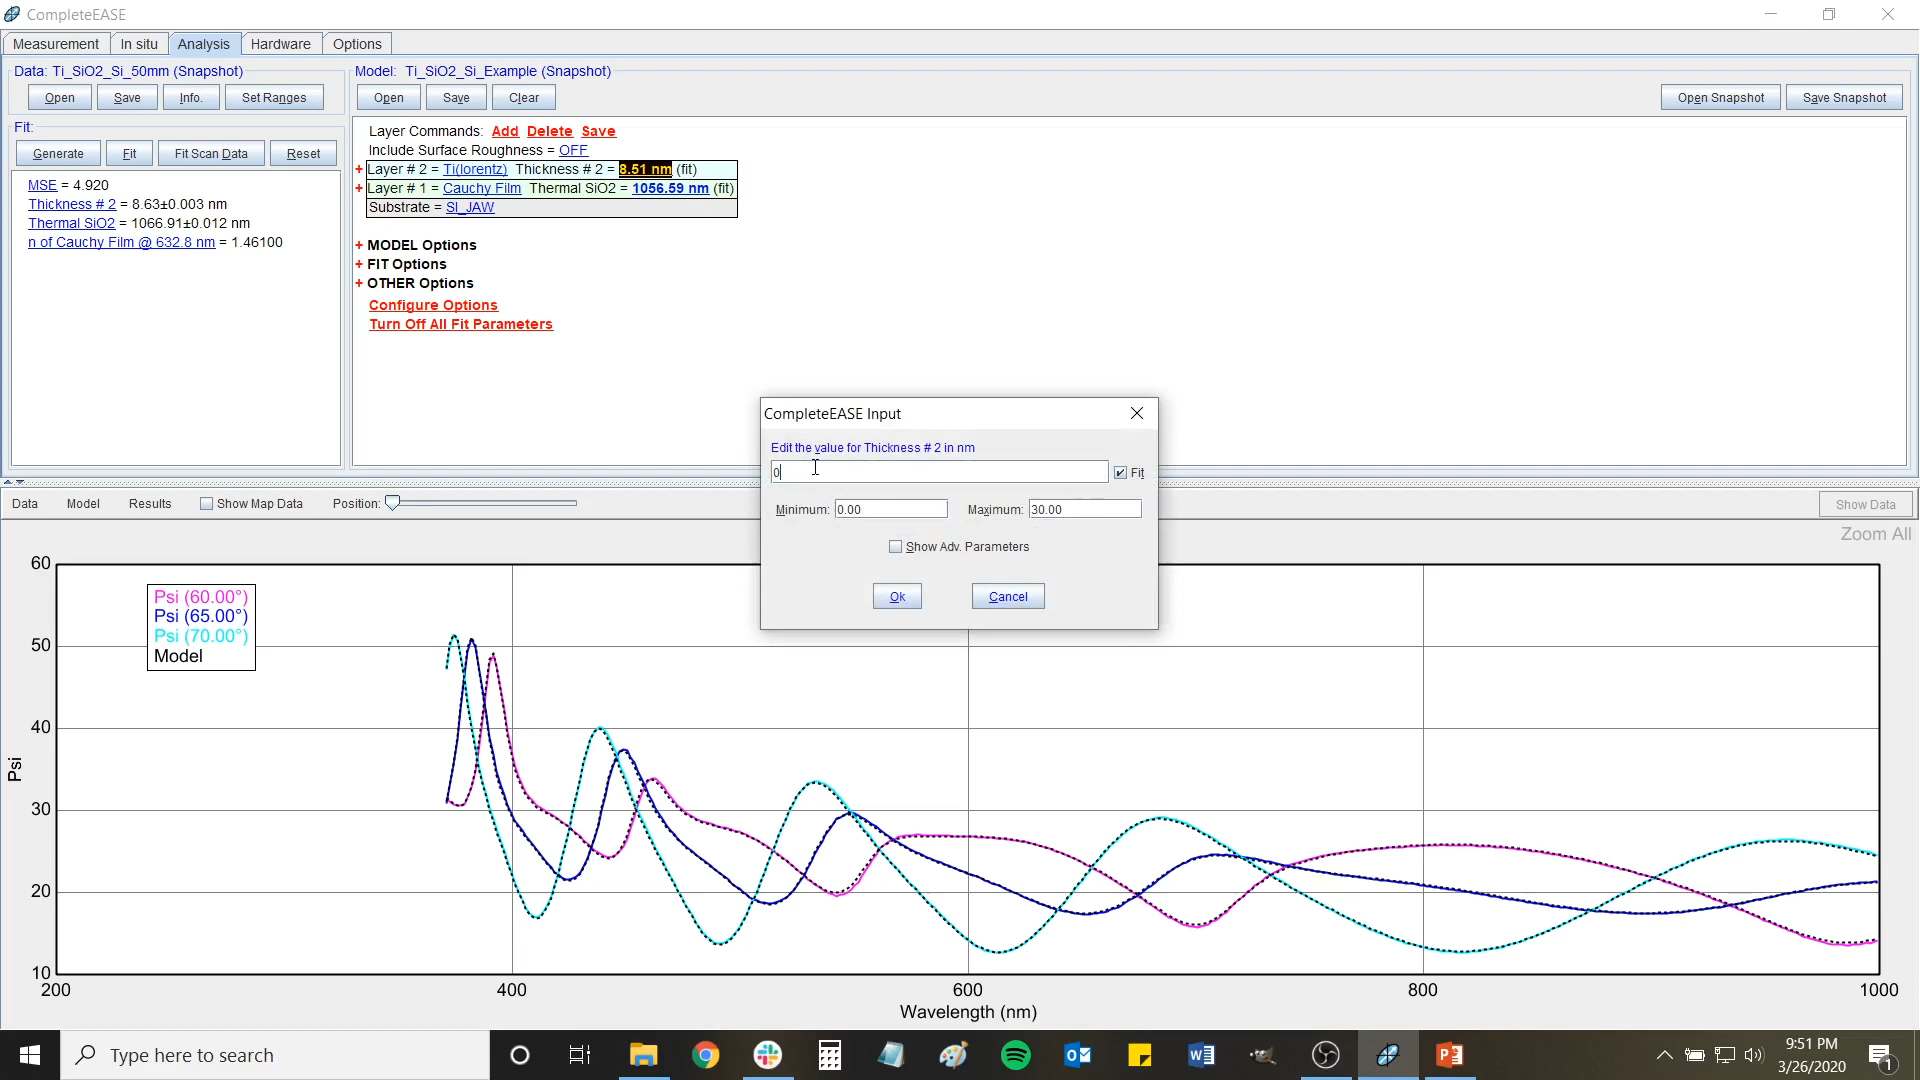 CompleteEASE
Measurement In situ Analysis Hardware Options
Data: Ti_SiO2_Si_50mm (Snapshot)
Open Save Info. Set Ranges
Fit:
Generate Fit Fit Scan Data Reset
MSE = 4.920
Thickness # 2 = 8.63±0.003 nm
Thermal SiO2 = 1066.91±0.012 nm
n of Cauchy Film @ 632.8 nm = 1.46100
Model: Ti_SiO2_Si_Example (Snapshot)
Open Save Clear Open Snapshot Save Snapshot
Layer Commands: Add Delete Save
Include Surface Roughness = OFF
+ Layer # 2 = Ti(lorentz) Thickness # 2 = 8.51 nm (fit)
+ Layer # 1 = Cauchy Film Thermal SiO2 = 1056.59 nm (fit)
Substrate = SI_JAW
+ MODEL Options
+ FIT Options
+ OTHER Options
Configure Options
Turn Off All Fit Parameters
CompleteEASE Input
Edit the value for Thickness # 2 in nm
0 Fit
Minimum: 0.00 Maximum: 30.00
Show Adv. Parameters
Ok Cancel
Data Model Results Show Map Data Position: Show Data
Zoom All
Psi (60.00°)
Psi (65.00°)
Psi (70.00°)
Model
60
50
40
30
20
10
Psi
200 400 600 800 1000
Wavelength (nm)
Type here to search
9:51 PM
3/26/2020
1